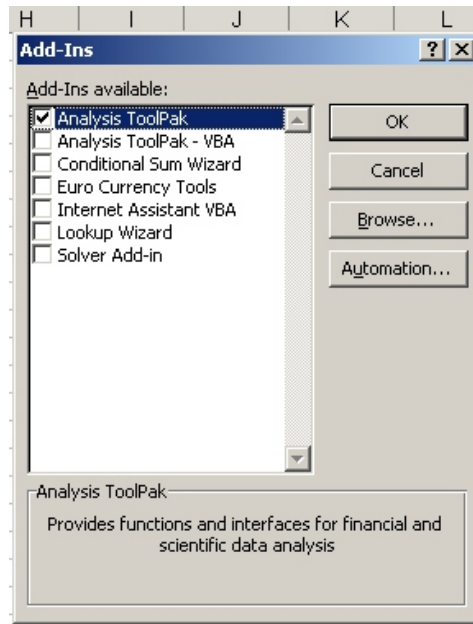 H I J K L
Add-Ins
Add-Ins available:
Analysis ToolPak
Analysis ToolPak - VBA
Conditional Sum Wizard
Euro Currency Tools
Internet Assistant VBA
Lookup Wizard
Solver Add-in
OK
Cancel
Browse...
Automation...
Analysis ToolPak
Provides functions and interfaces for financial and
scientific data analysis